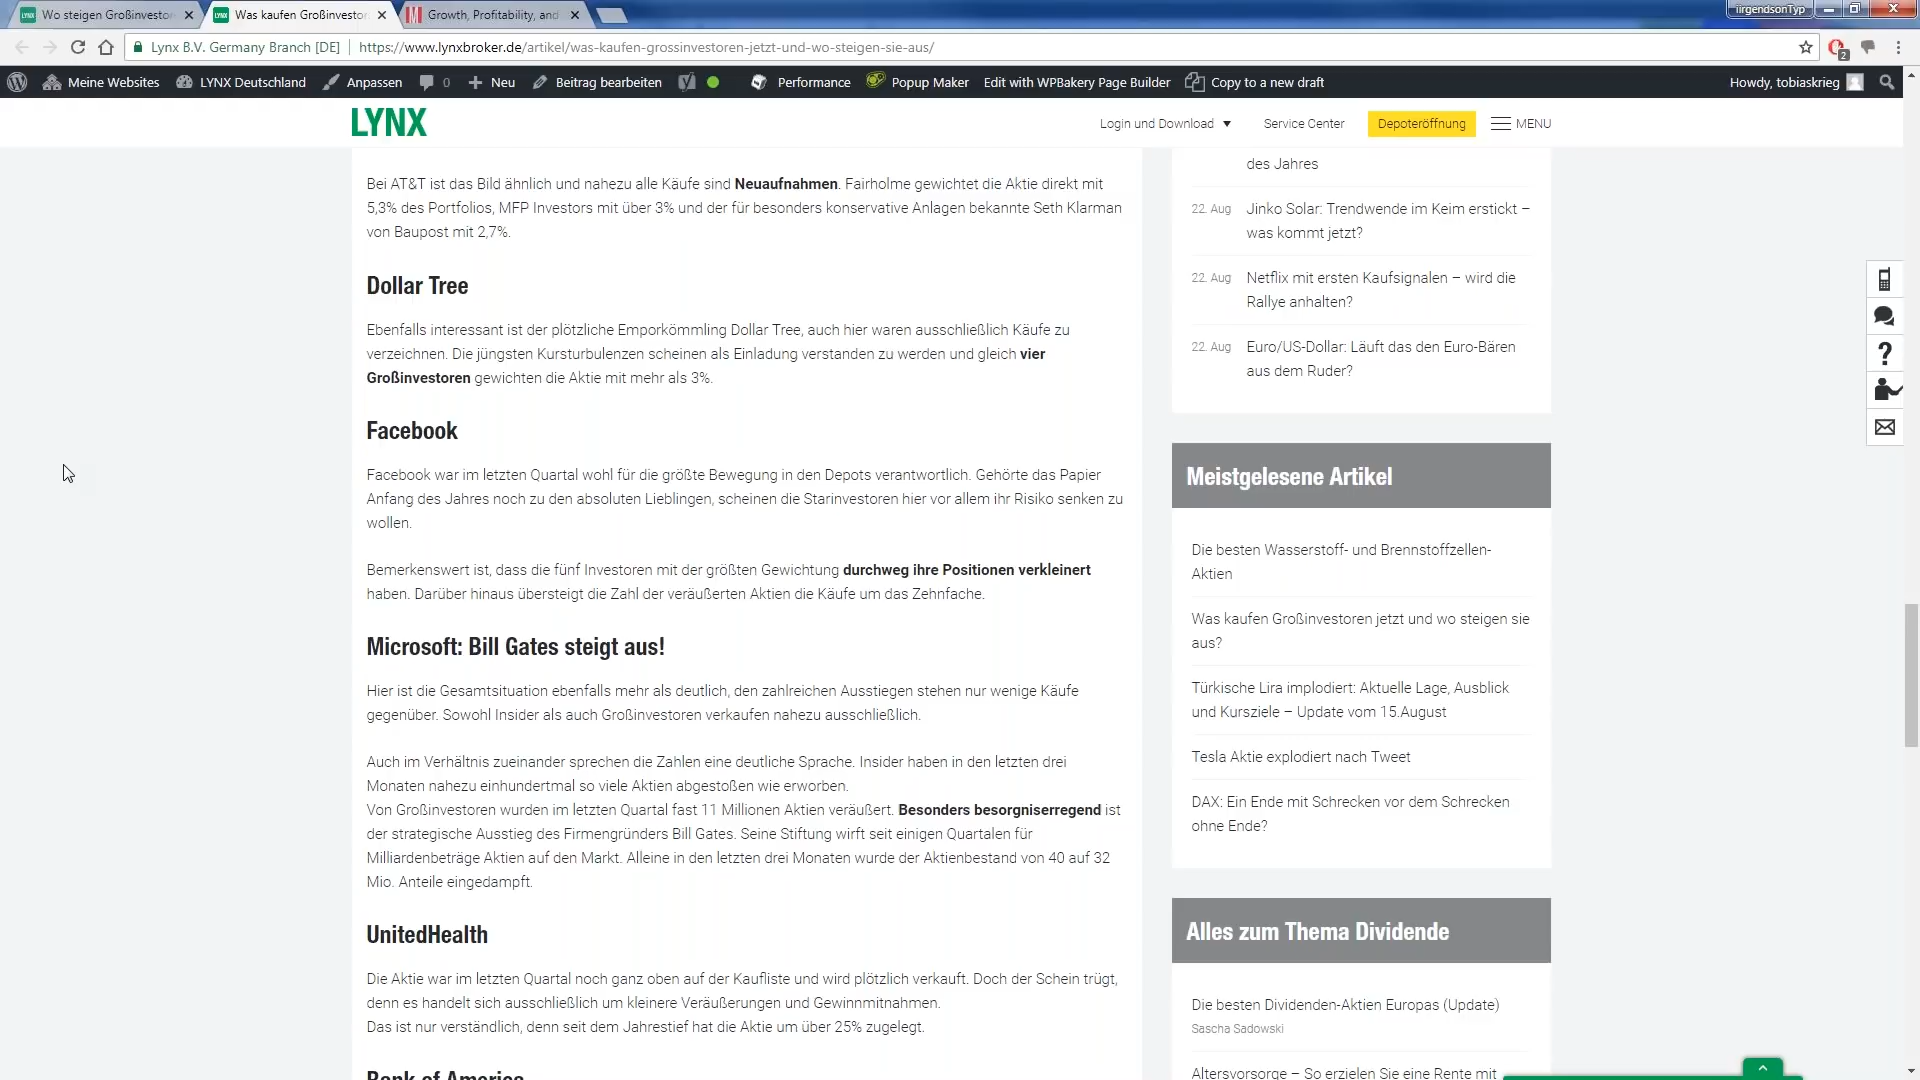 Wo steigen Großinvesto
Was kaufen Großinvesto
Growth, Profitability, and
iirgendsonTyp
Lynx B.V. Germany Branch [DE]
https://www.lynxbroker.de/artikel/was-kaufen-grossinvestoren-jetzt-und-wo-steigen-sie-aus/
2
Meine Websites
LYNX Deutschland
Anpassen
0
Neu
Beitrag bearbeiten
Performance
Popup Maker
Edit with WPBakery Page Builder
Copy to a new draft
Howdy, tobiaskrieg
LYNX
Login und Download
Service Center
Depoteröffnung
MENU
Bei AT&T ist das Bild ähnlich und nahezu alle Käufe sind Neuaufnahmen. Fairholme gewichtet die Aktie direkt mit
5,3% des Portfolios, MFP Investors mit über 3% und der für besonders konservative Anlagen bekannte Seth Klarman
von Baupost mit 2,7%.
Dollar Tree
Ebenfalls interessant ist der plötzliche Emporkömmling Dollar Tree, auch hier waren ausschließlich Käufe zu
verzeichnen. Die jüngsten Kursturbulenzen scheinen als Einladung verstanden zu werden und gleich vier
Großinvestoren gewichten die Aktie mit mehr als 3%.
Facebook
Facebook war im letzten Quartal wohl für die größte Bewegung in den Depots verantwortlich. Gehörte das Papier
Anfang des Jahres noch zu den absoluten Lieblingen, scheinen die Starinvestoren hier vor allem ihr Risiko senken zu
wollen.
Bemerkenswert ist, dass die fünf Investoren mit der größten Gewichtung durchweg ihre Positionen verkleinert
haben. Darüber hinaus übersteigt die Zahl der veräußerten Aktien die Käufe um das Zehnfache.
Microsoft: Bill Gates steigt aus!
Hier ist die Gesamtsituation ebenfalls mehr als deutlich, den zahlreichen Ausstiegen stehen nur wenige Käufe
gegenüber. Sowohl Insider als auch Großinvestoren verkaufen nahezu ausschließlich.
Auch im Verhältnis zueinander sprechen die Zahlen eine deutliche Sprache. Insider haben in den letzten drei
Monaten nahezu einhundertmal so viele Aktien abgestoßen wie erworben.
Von Großinvestoren wurden im letzten Quartal fast 11 Millionen Aktien veräußert. Besonders besorgniserregend ist
der strategische Ausstieg des Firmengründers Bill Gates. Seine Stiftung wirft seit einigen Quartalen für
Milliardenbeträge Aktien auf den Markt. Alleine in den letzten drei Monaten wurde der Aktienbestand von 40 auf 32
Mio. Anteile eingedampft.
UnitedHealth
Die Aktie war im letzten Quartal noch ganz oben auf der Kaufliste und wird plötzlich verkauft. Doch der Schein trügt,
denn es handelt sich ausschließlich um kleinere Veräußerungen und Gewinnmitnahmen.
Das ist nur verständlich, denn seit dem Jahrestief hat die Aktie um über 25% zugelegt.
Bank of America
des Jahres
22. Aug Jinko Solar: Trendwende im Keim erstickt –
was kommt jetzt?
22. Aug Netflix mit ersten Kaufsignalen – wird die
Rallye anhalten?
22. Aug Euro/US-Dollar: Läuft das den Euro-Bären
aus dem Ruder?
Meistgelesene Artikel
Die besten Wasserstoff- und Brennstoffzellen-
Aktien
Was kaufen Großinvestoren jetzt und wo steigen sie
aus?
Türkische Lira implodiert: Aktuelle Lage, Ausblick
und Kursziele – Update vom 15.August
Tesla Aktie explodiert nach Tweet
DAX: Ein Ende mit Schrecken vor dem Schrecken
ohne Ende?
Alles zum Thema Dividende
Die besten Dividenden-Aktien Europas (Update)
Sascha Sadowski
Altersvorsorge – So erzielen Sie eine Rente mit